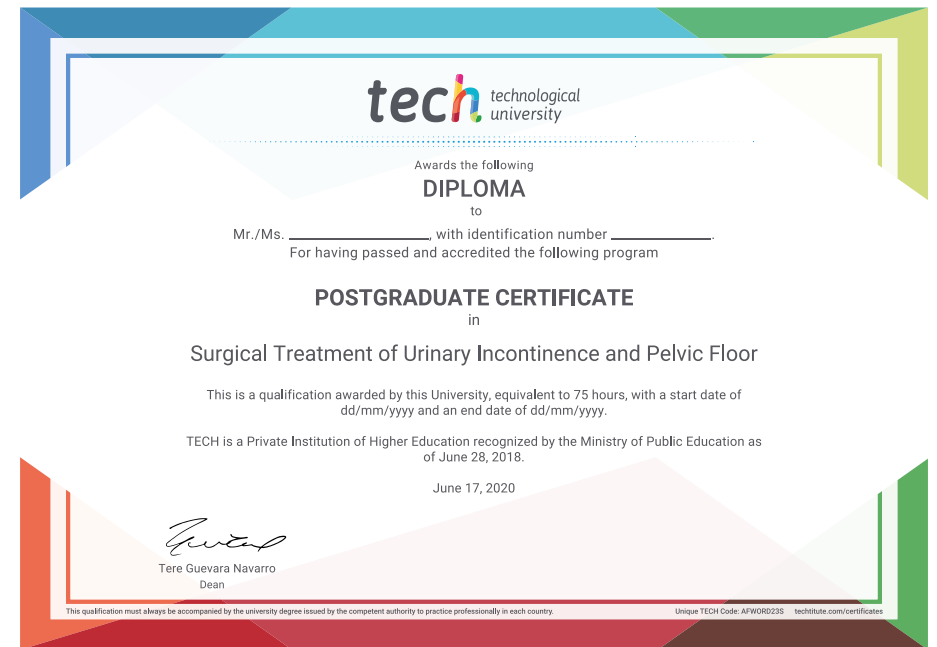 tech technological
university
Awards the following
DIPLOMA
to
Mr./Ms. ________________, with identification number ____________.
For having passed and accredited the following program
POSTGRADUATE CERTIFICATE
in
Surgical Treatment of Urinary Incontinence and Pelvic Floor
This is a qualification awarded by this University, equivalent to 75 hours, with a start date of
dd/mm/yyyy and an end date of dd/mm/yyyy.
TECH is a Private Institution of Higher Education recognized by the Ministry of Public Education as
of June 28, 2018.
June 17, 2020
Tere Guevara Navarro
Dean
This qualification must always be accompanied by the university degree issued by the competent authority to practice professionally in each country.
Unique TECH Code: AFWORD23S techtitute.com/certificates